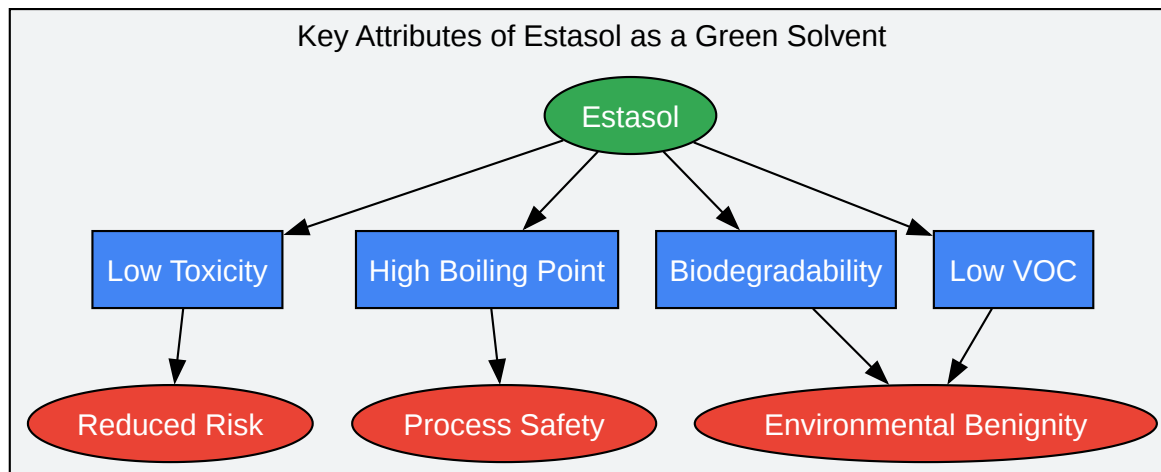 Key Attributes of Estasol as a Green Solvent
Estasol
Low Toxicity
High Boiling Point
Biodegradability
Low VOC
Reduced Risk
Process Safety
Environmental Benignity